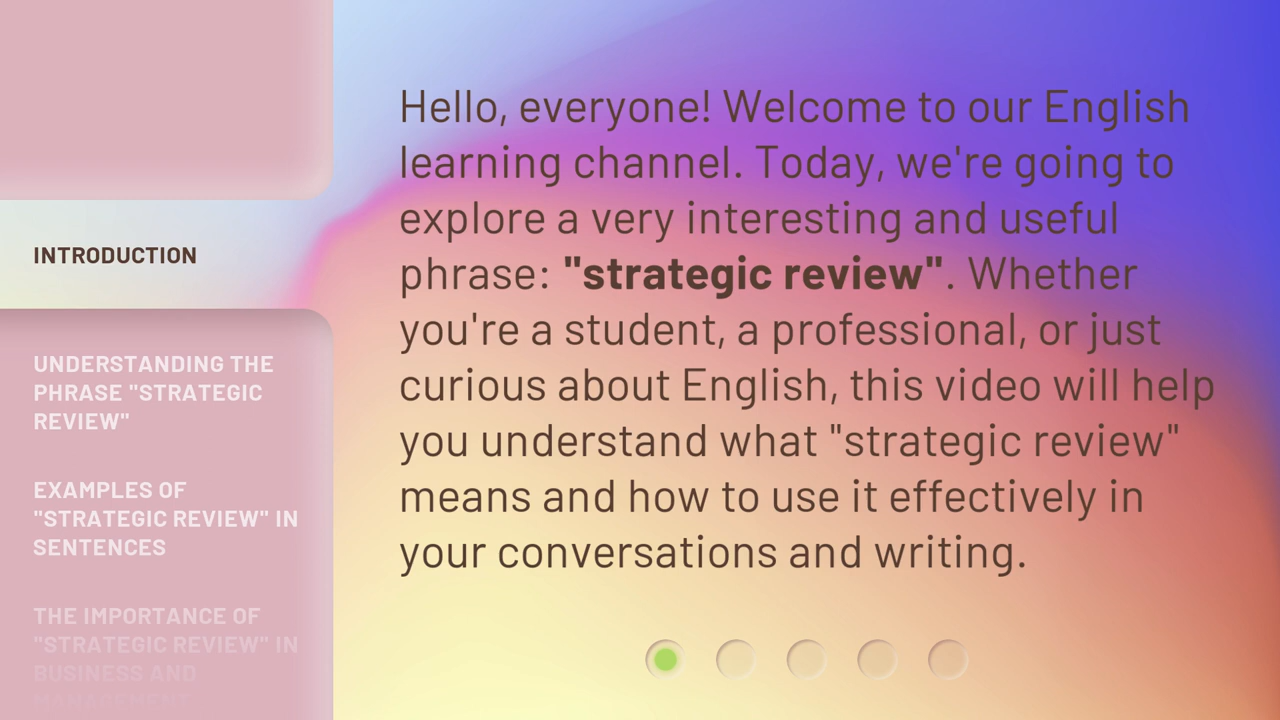 INTRODUCTION
UNDERSTANDING THE
PHRASE "STRATEGIC
REVIEW"
EXAMPLES OF
"STRATEGIC REVIEW" IN
SENTENCES
THE IMPORTANCE OF
"STRATEGIC REVIEW" IN
BUSINESS AND
MANAGEMENT
Hello, everyone! Welcome to our English
learning channel. Today, we're going to
explore a very interesting and useful
phrase: "strategic review". Whether
you're a student, a professional, or just
curious about English, this video will help
you understand what "strategic review"
means and how to use it effectively in
your conversations and writing.